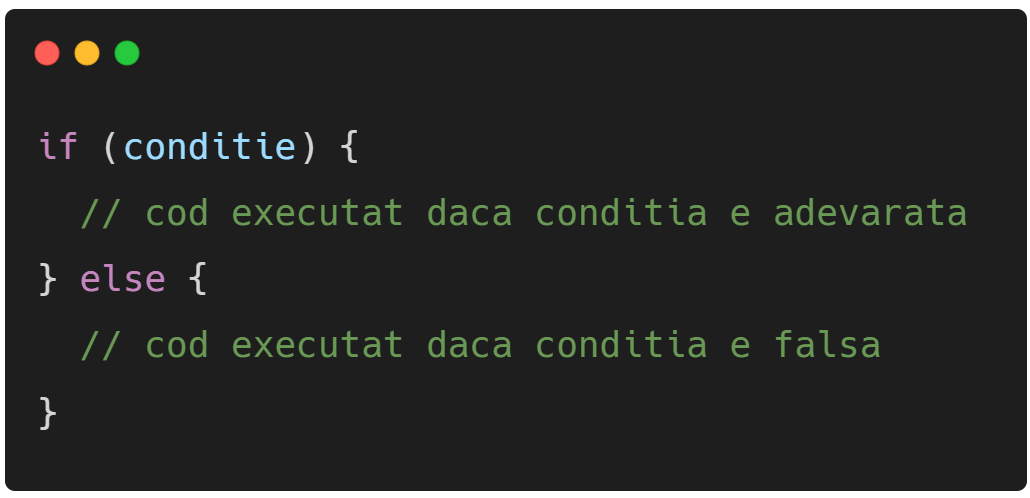 if (conditie) {
  // cod executat daca conditia e adevarata
} else {
  // cod executat daca conditia e falsa
}